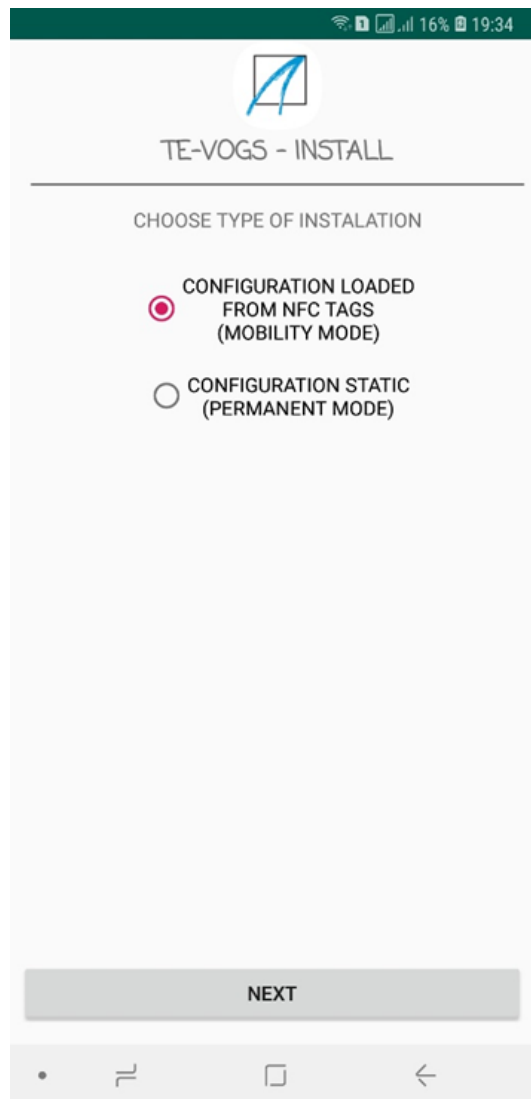 16% 19:34
TE-VOGS - INSTALL
CHOOSE TYPE OF INSTALATION
CONFIGURATION LOADED
FROM NFC TAGS
(MOBILITY MODE)
CONFIGURATION STATIC
(PERMANENT MODE)
NEXT